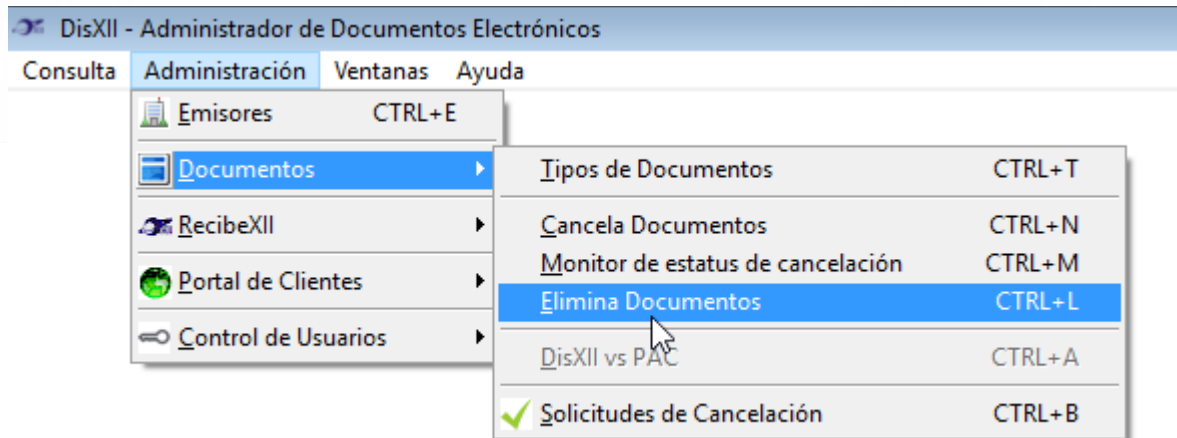 DisXII - Administrador de Documentos Electrónicos
Consulta Administración Ventanas Ayuda
Emisores CTRL+E
Documentos
RecibeXII
Portal de Clientes
Control de Usuarios
Tipos de Documentos CTRL+T
Cancela Documentos CTRL+N
Monitor de estatus de cancelación CTRL+M
Elimina Documentos CTRL+L
DisXII vs PAC CTRL+A
Solicitudes de Cancelación CTRL+B